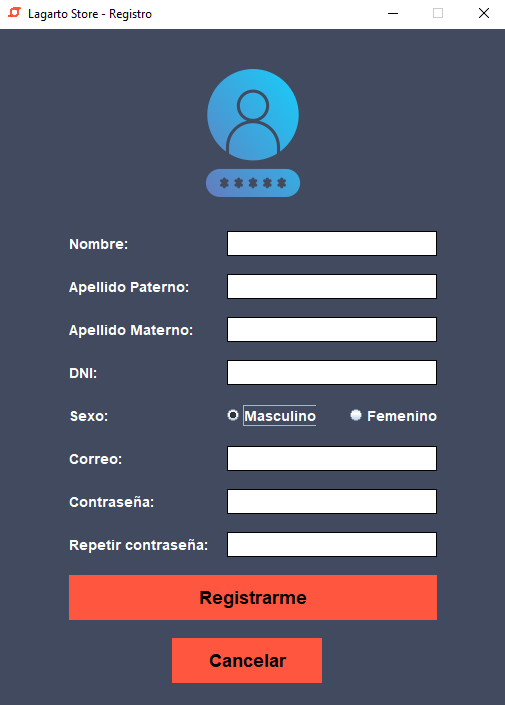 Lagarto Store - Registro
*****
Nombre:
Apellido Paterno:
Apellido Materno:
DNI:
Sexo: Masculino Femenino
Correo:
Contraseña:
Repetir contraseña:
Registrarme
Cancelar